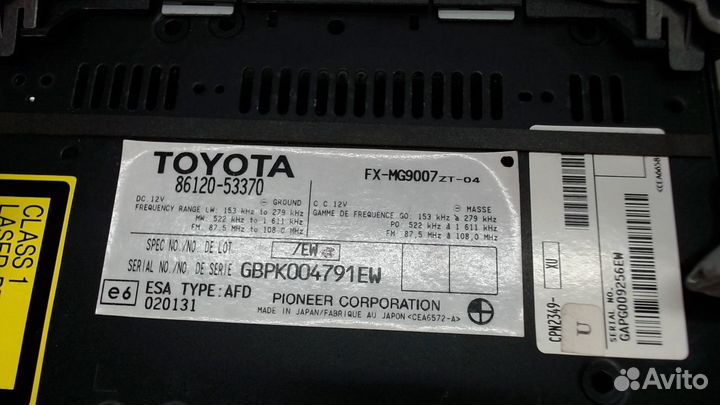 TOYOTA
86120-53370
FX-MG9007ZT-04
DC 12V ⊖ GROUND
FREQUENCY RANGE LW: 153 kHz to 279 kHz
MW: 522 kHz to 1 611 kHz
FM: 87.5 MHz to 108.0 MHz
C.C. 12V ⊖ MASSE
GAMME DE FREQUENCE GO: 153 kHz à 279 kHz
PO: 522 kHz à 1 611 kHz
FM: 87.5 MHz à 108.0 MHz
SPEC NO./NO. DE LOT /EW
SERIAL NO./NO. DE SERIE GBPK004791EW
e6
ESA TYPE:AFD
020131
PIONEER CORPORATION
MADE IN JAPAN/FABRIQUE AU JAPON <CEA6572-A>
CLASS 1
CPN2349-
XU
U
SERIAL NO.
GAPG009256EW
Avito